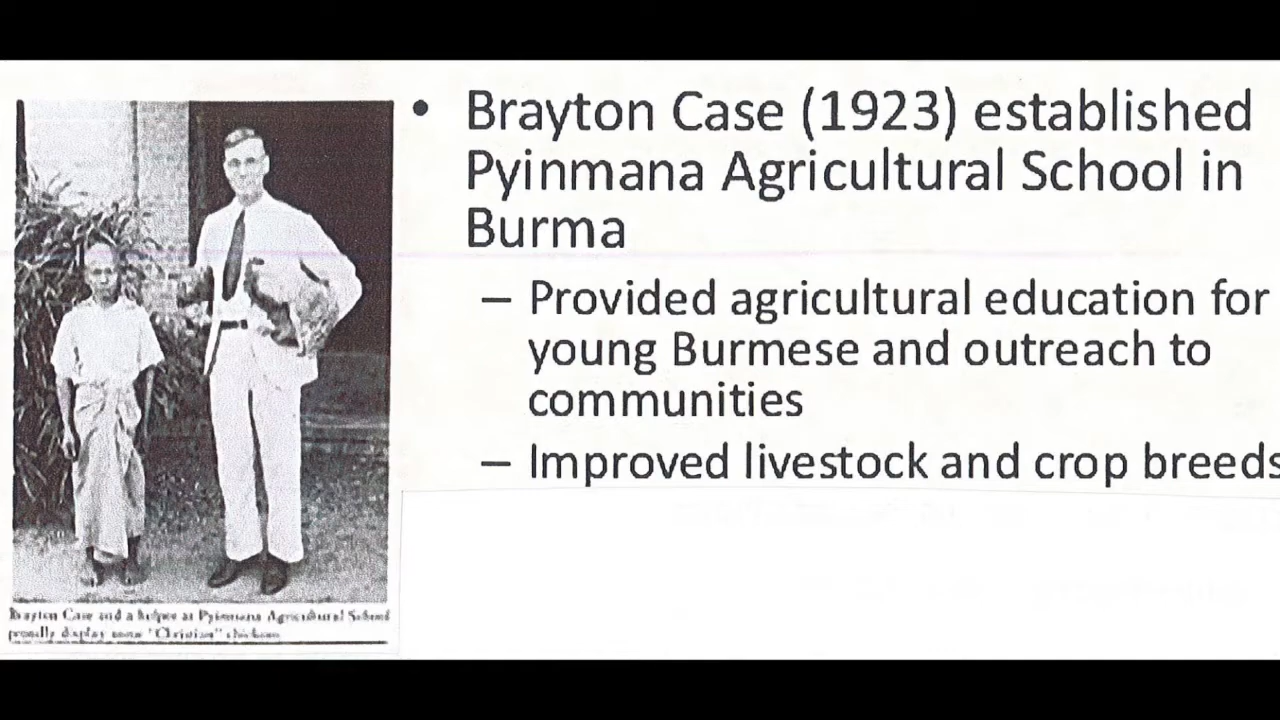 • Brayton Case (1923) established
Pyinmana Agricultural School in
Burma
– Provided agricultural education for
young Burmese and outreach to
communities
– Improved livestock and crop breeds
Brayton Case and a helper at Pyinmana Agricultural School
proudly display some "Christian" chickens.